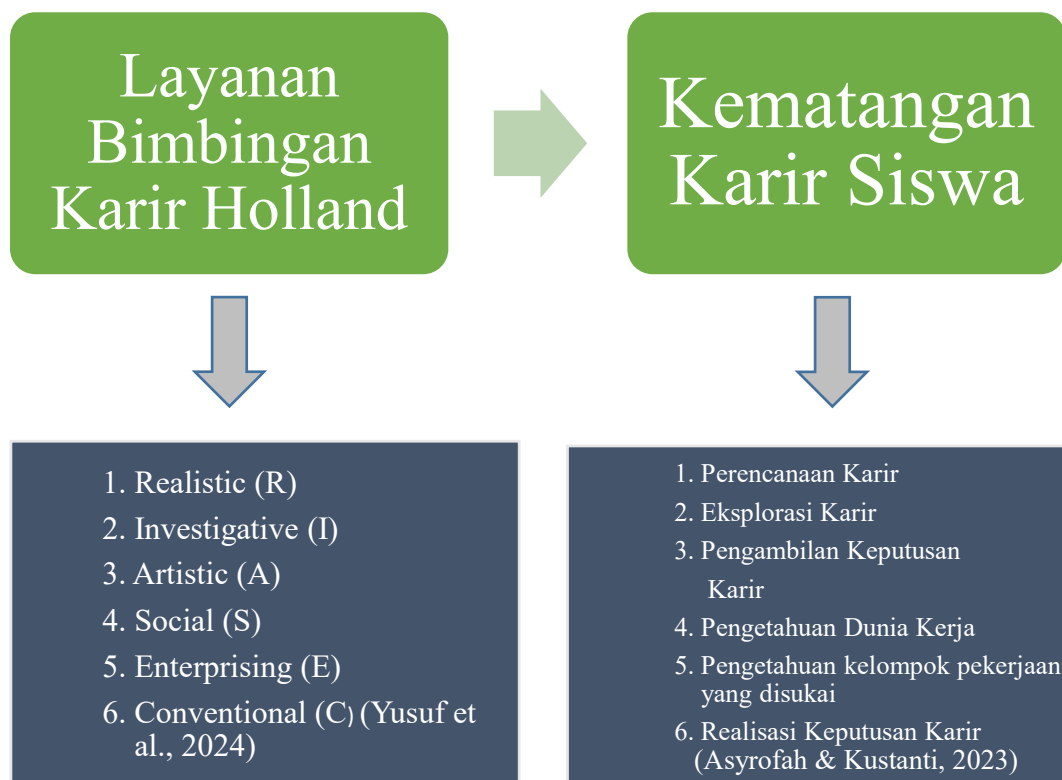 Layanan
Bimbingan
Karir Holland
Kematangan
Karir Siswa
1. Realistic (R)
2. Investigative (I)
3. Artistic (A)
4. Social (S)
5. Enterprising (E)
6. Conventional (C) (Yusuf et
al., 2024)
1. Perencanaan Karir
2. Eksplorasi Karir
3. Pengambilan Keputusan
Karir
4. Pengetahuan Dunia Kerja
5. Pengetahuan kelompok pekerjaan
yang disukai
6. Realisasi Keputusan Karir
(Asyrofah & Kustanti, 2023)